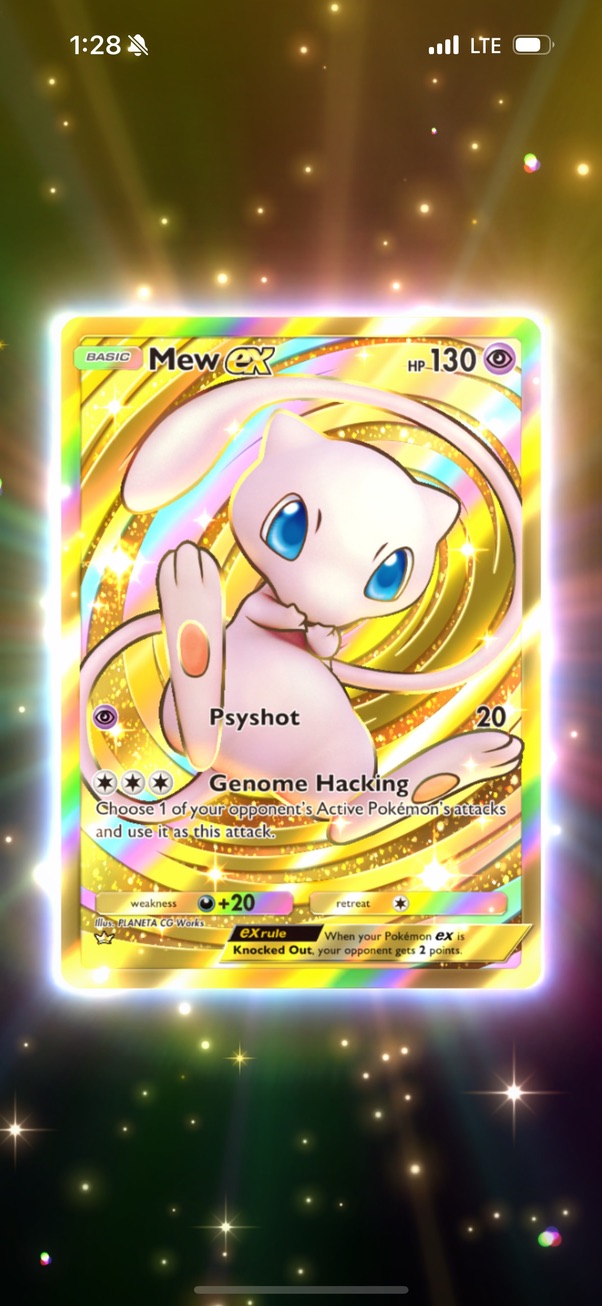 1:28 LTE
BASIC Mew ex HP 130
Psyshot 20
Genome Hacking
Choose 1 of your opponent's Active Pokémon's attacks
and use it as this attack.
weakness +20 retreat
Illus. PLANETA CG Works
ex rule When your Pokémon ex is
Knocked Out, your opponent gets 2 points.